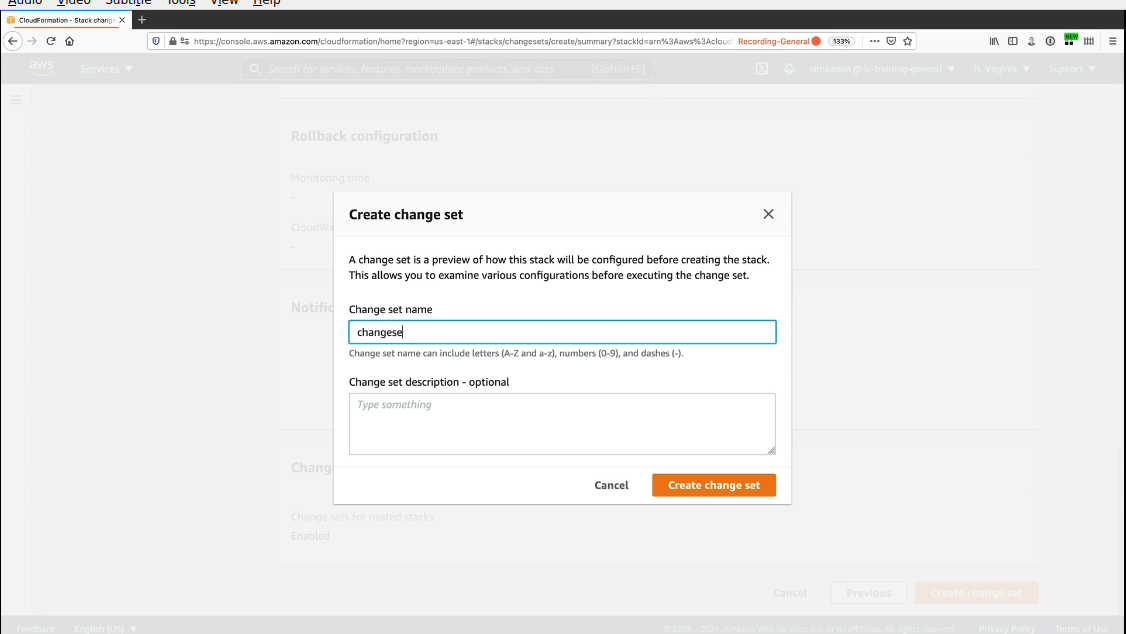 Audio Video Subtitle Tools View Help
CloudFormation - Stack chang
https://console.aws.amazon.com/cloudformation/home?region=us-east-1#/stacks/changesets/create/summary?stackId=arn%3Aaws%3Acloud Recording-General 133% NEW
aws Services Search for services, features, marketplace products, and docs [Option+S] iamadmin @ lc-training-general N. Virginia Support
Rollback configuration
Monitoring time
-
CloudWa
-
Create change set
A change set is a preview of how this stack will be configured before creating the stack.
This allows you to examine various configurations before executing the change set.
Notific
Change set name
changese
Change set name can include letters (A-Z and a-z), numbers (0-9), and dashes (-).
Change set description - optional
Type something
Chang
Cancel Create change set
Change sets for nested stacks
Enabled
Cancel Previous Create change set
Feedback English (US) © 2008 - 2021, Amazon Web Services, Inc. or its affiliates. All rights reserved. Privacy Policy Terms of Use